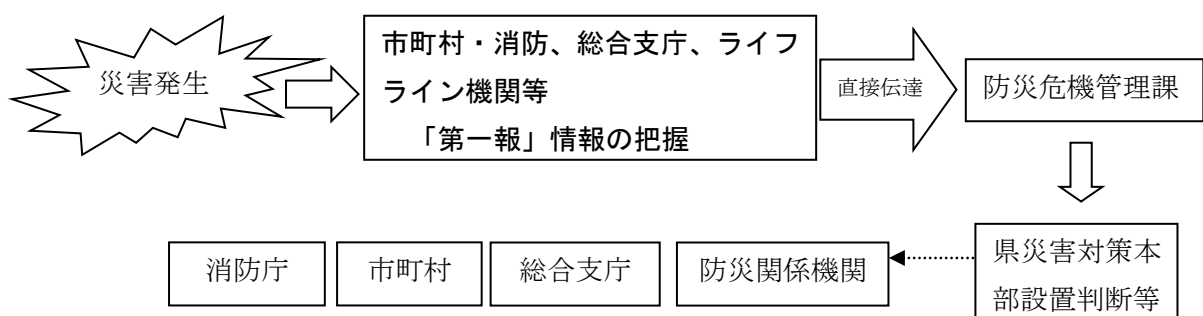 災害発生
市町村・消防、総合支庁、ライフ
ライン機関等
「第一報」情報の把握
直接伝達
防災危機管理課
消防庁
市町村
総合支庁
防災関係機関
県災害対策本
部設置判断等